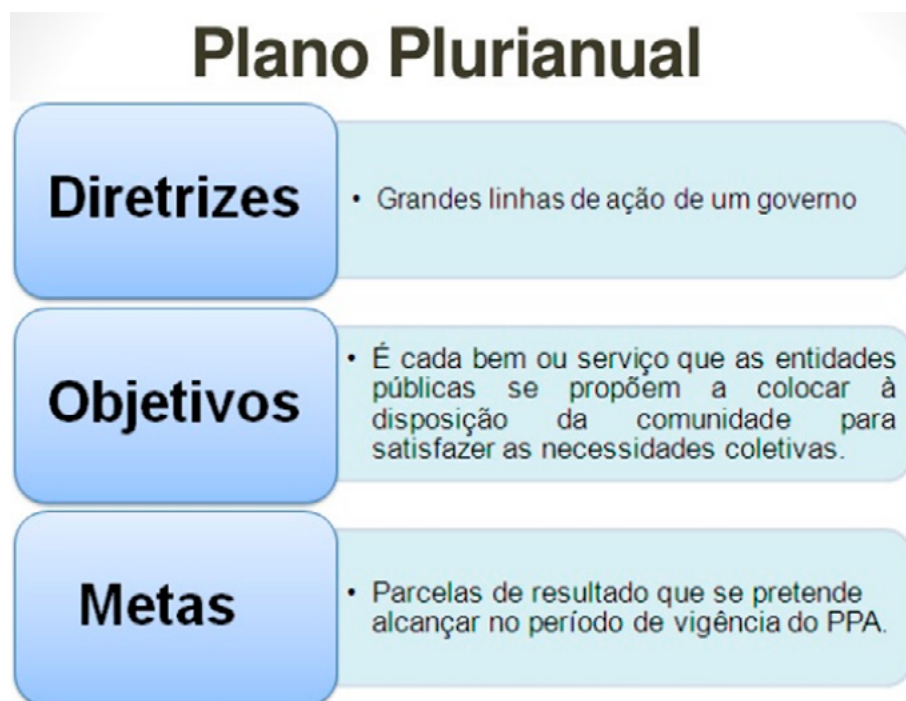 Plano Plurianual
Diretrizes
• Grandes linhas de ação de um governo
Objetivos
• É cada bem ou serviço que as entidades
públicas se propõem a colocar à
disposição da comunidade para
satisfazer as necessidades coletivas.
Metas
• Parcelas de resultado que se pretende
alcançar no período de vigência do PPA.